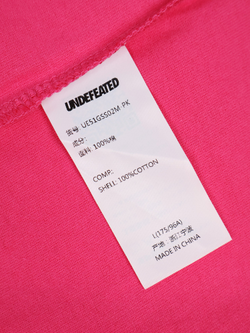 UNDEFEATED
货号: UE51GSS02M-PK
成分:
面料: 100%棉
COMP.:
SHELL: 100%COTTON
L(175/96A)
产地: 浙江宁波
MADE IN CHINA